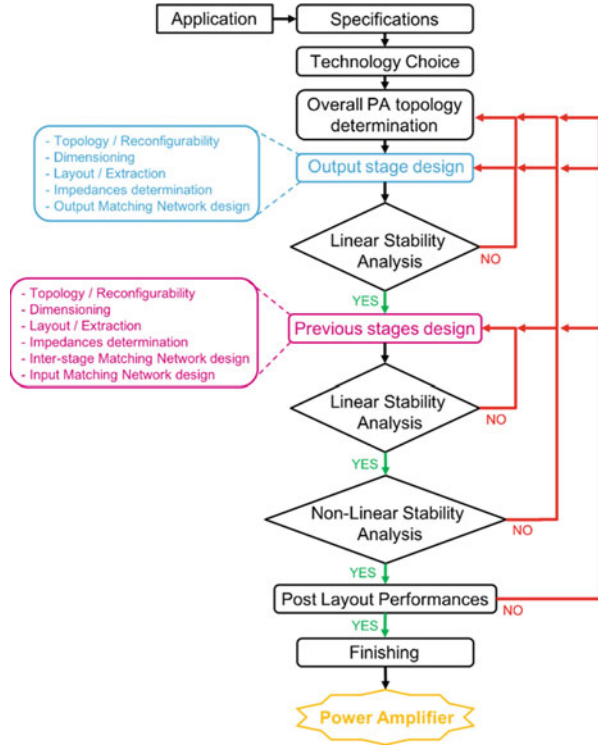 Application
Specifications
Technology Choice
Overall PA topology
determination
- Topology / Reconfigurability
- Dimensioning
- Layout / Extraction
- Impedances determination
- Output Matching Network design
Output stage design
Linear Stability
Analysis
NO
YES
- Topology / Reconfigurability
- Dimensioning
- Layout / Extraction
- Impedances determination
- Inter-stage Matching Network design
- Input Matching Network design
Previous stages design
Linear Stability
Analysis
NO
YES
Non-Linear Stability
Analysis
NO
YES
Post Layout Performances
NO
YES
Finishing
Power Amplifier